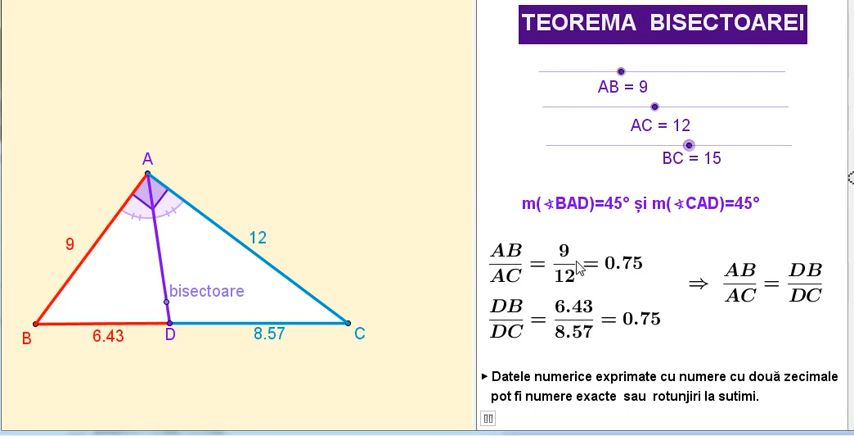 TEOREMA BISECTOAREI
AB = 9
AC = 12
BC = 15
m(∢BAD)=45° și m(∢CAD)=45°
AB/AC = 9/12 = 0.75
⇒ AB/AC = DB/DC
DB/DC = 6.43/8.57 = 0.75
▸ Datele numerice exprimate cu numere cu două zecimale
pot fi numere exacte sau rotunjiri la sutimi.
A
9
12
bisectoare
B
6.43
D
8.57
C